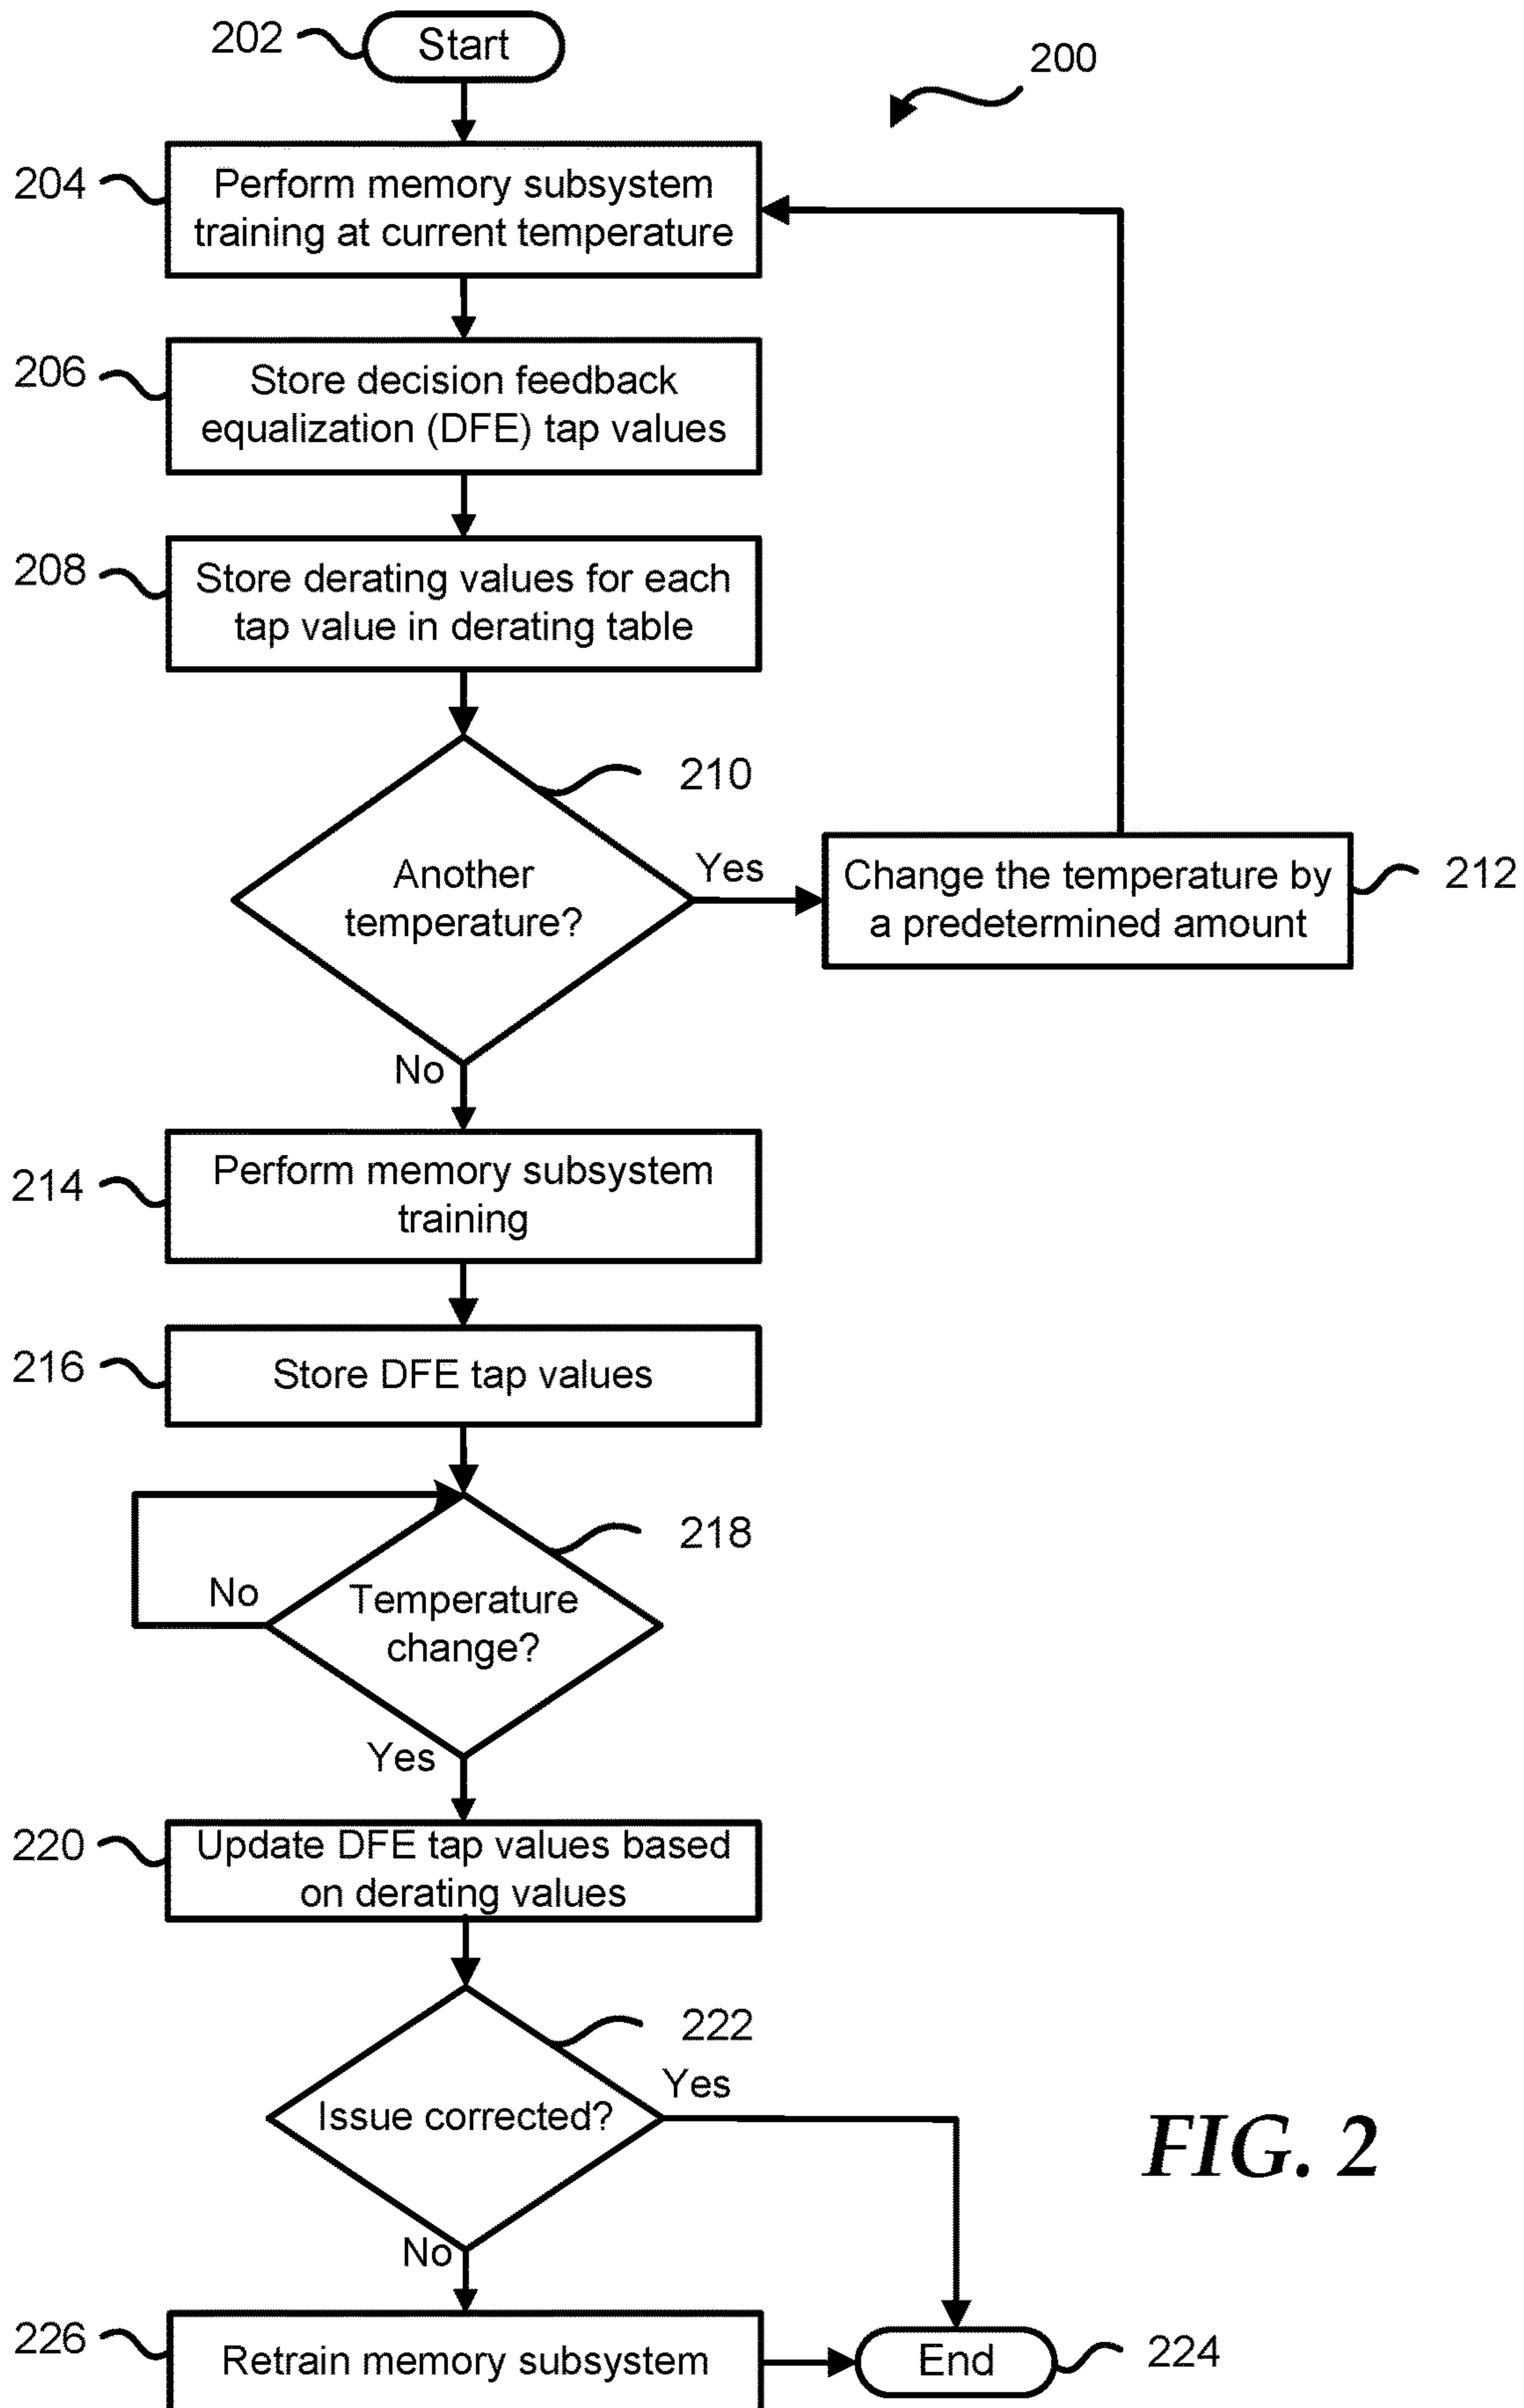 202
Start
200
204
Perform memory subsystem
training at current temperature
206
Store decision feedback
equalization (DFE) tap values
208
Store derating values for each
tap value in derating table
210
Another
temperature?
Yes
Change the temperature by
a predetermined amount
212
No
214
Perform memory subsystem
training
216
Store DFE tap values
218
No
Temperature
change?
Yes
220
Update DFE tap values based
on derating values
222
Yes
Issue corrected?
FIG. 2
No
226
Retrain memory subsystem
End
224